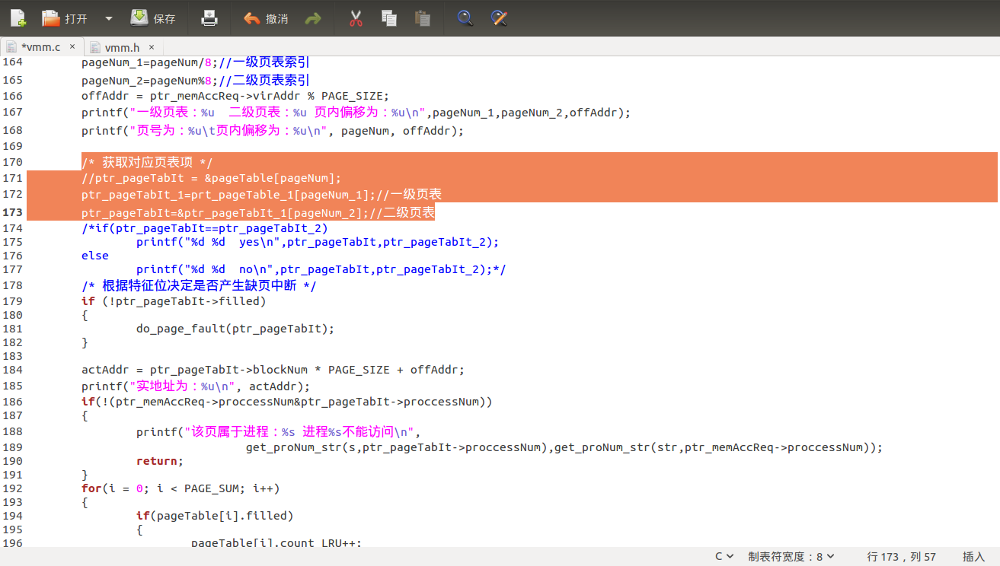 打开 保存 撤消
*vmm.c × vmm.h ×
164 pageNum_1=pageNum/8;//一级页表索引
165 pageNum_2=pageNum%8;//二级页表索引
166 offAddr = ptr_memAccReq->virAddr % PAGE_SIZE;
167 printf("一级页表：%u  二级页表：%u 页内偏移为：%u\n",pageNum_1,pageNum_2,offAddr);
168 printf("页号为：%u\t页内偏移为：%u\n", pageNum, offAddr);
169
170 /* 获取对应页表项 */
171 //ptr_pageTabIt = &pageTable[pageNum];
172 ptr_pageTabIt_1=prt_pageTable_1[pageNum_1];//一级页表
173 ptr_pageTabIt=&ptr_pageTabIt_1[pageNum_2];//二级页表
174 /*if(ptr_pageTabIt==ptr_pageTabIt_2)
175 printf("%d %d  yes\n",ptr_pageTabIt,ptr_pageTabIt_2);
176 else
177 printf("%d %d  no\n",ptr_pageTabIt,ptr_pageTabIt_2);*/
178 /* 根据特征位决定是否产生缺页中断 */
179 if (!ptr_pageTabIt->filled)
180 {
181 do_page_fault(ptr_pageTabIt);
182 }
183
184 actAddr = ptr_pageTabIt->blockNum * PAGE_SIZE + offAddr;
185 printf("实地址为：%u\n", actAddr);
186 if(!(ptr_memAccReq->proccessNum&ptr_pageTabIt->proccessNum))
187 {
188 printf("该页属于进程：%s 进程%s不能访问\n",
189 get_proNum_str(s,ptr_pageTabIt->proccessNum),get_proNum_str(str,ptr_memAccReq->proccessNum));
190 return;
191 }
192 for(i = 0; i < PAGE_SUM; i++)
193 {
194 if(pageTable[i].filled)
195 {
196 pageTable[i].count_LRU++;
C 制表符宽度：8 行 173，列 57 插入